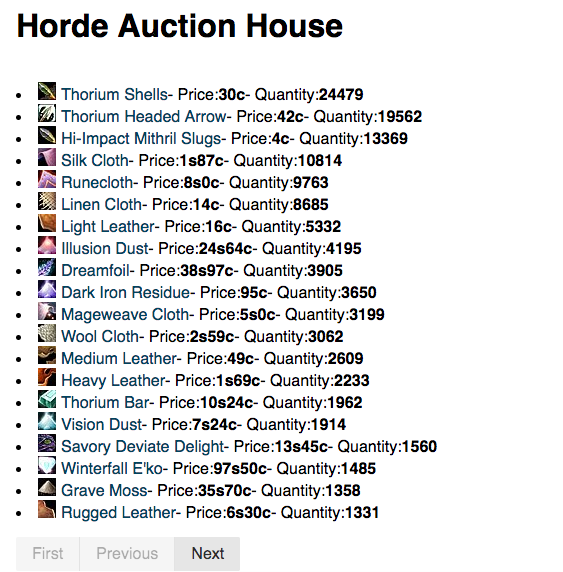 Horde Auction House
Thorium Shells- Price:30c- Quantity:24479
Thorium Headed Arrow- Price:42c- Quantity:19562
Hi-Impact Mithril Slugs- Price:4c- Quantity:13369
Silk Cloth- Price:1s87c- Quantity:10814
Runecloth- Price:8s0c- Quantity:9763
Linen Cloth- Price:14c- Quantity:8685
Light Leather- Price:16c- Quantity:5332
Illusion Dust- Price:24s64c- Quantity:4195
Dreamfoil- Price:38s97c- Quantity:3905
Dark Iron Residue- Price:95c- Quantity:3650
Mageweave Cloth- Price:5s0c- Quantity:3199
Wool Cloth- Price:2s59c- Quantity:3062
Medium Leather- Price:49c- Quantity:2609
Heavy Leather- Price:1s69c- Quantity:2233
Thorium Bar- Price:10s24c- Quantity:1962
Vision Dust- Price:7s24c- Quantity:1914
Savory Deviate Delight- Price:13s45c- Quantity:1560
Winterfall E'ko- Price:97s50c- Quantity:1485
Grave Moss- Price:35s70c- Quantity:1358
Rugged Leather- Price:6s30c- Quantity:1331
First Previous Next